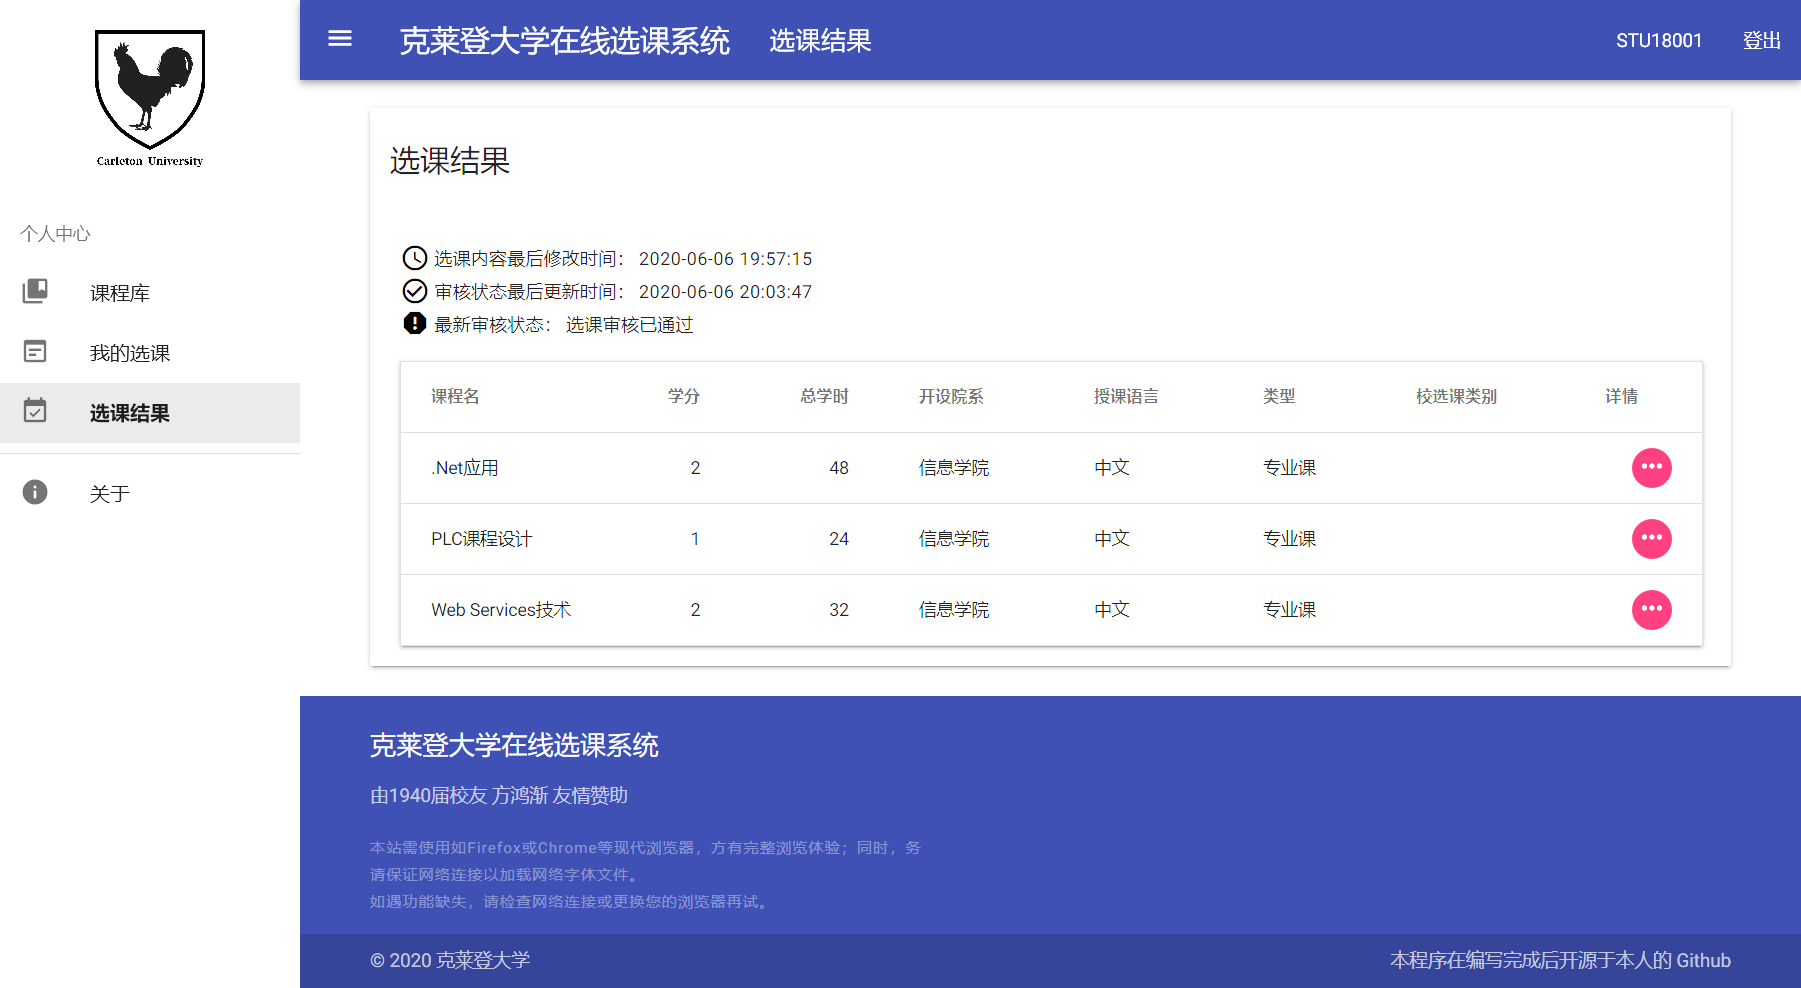 Carleton University
个人中心
课程库
我的选课
选课结果
关于
克莱登大学在线选课系统 选课结果 STU18001 登出
选课结果
选课内容最后修改时间： 2020-06-06 19:57:15
审核状态最后更新时间： 2020-06-06 20:03:47
最新审核状态： 选课审核已通过
课程名 学分 总学时 开设院系 授课语言 类型 校选课类别 详情
.Net应用 2 48 信息学院 中文 专业课
PLC课程设计 1 24 信息学院 中文 专业课
Web Services技术 2 32 信息学院 中文 专业课
克莱登大学在线选课系统
由1940届校友 方鸿渐 友情赞助
本站需使用如Firefox或Chrome等现代浏览器，方有完整浏览体验；同时，务
请保证网络连接以加载网络字体文件。
如遇功能缺失，请检查网络连接或更换您的浏览器再试。
© 2020 克莱登大学 本程序在编写完成后开源于本人的 Github